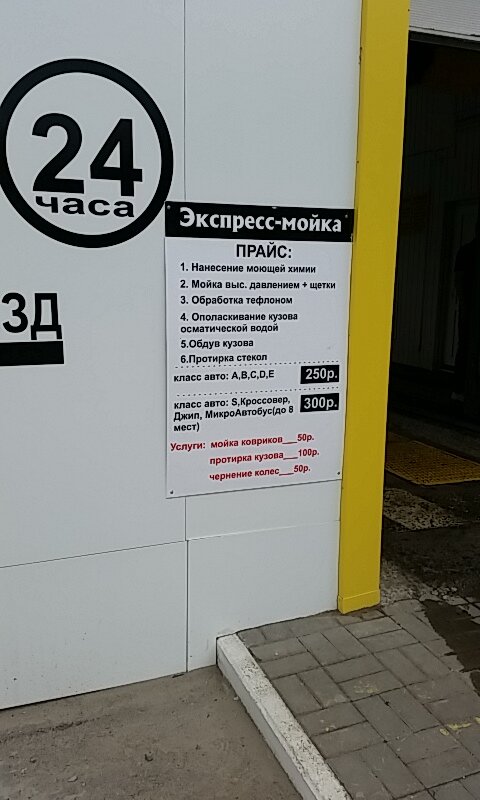 24
часа
ЗД
Экспресс-мойка
ПРАЙС:
1. Нанесение моющей химии
2. Мойка выс. давлением + щетки
3. Обработка тефлоном
4. Ополаскивание кузова
осматической водой
5.Обдув кузова
6.Протирка стекол
класс авто: A,B,C,D,E 250р.
класс авто: S,Кроссовер, 300р.
Джип, МикроАвтобус(до 8
мест)
Услуги: мойка ковриков___50р.
протирка кузова___100р.
чернение колес___50р.